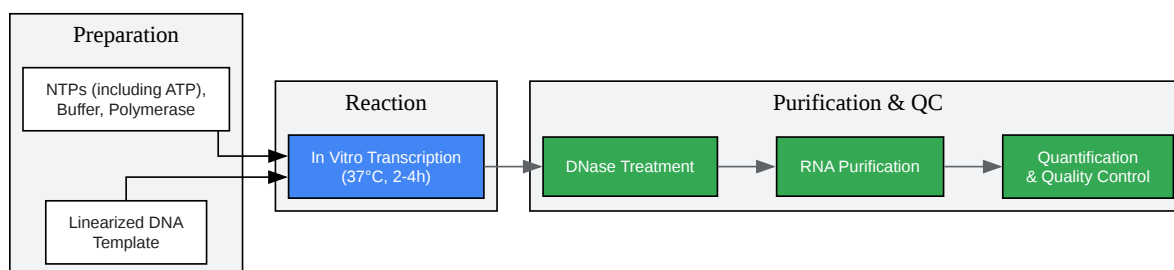 Preparation
NTPs (including ATP),
Buffer, Polymerase
Linearized DNA
Template
Reaction
In Vitro Transcription
(37°C, 2-4h)
Purification & QC
DNase Treatment
RNA Purification
Quantification
& Quality Control